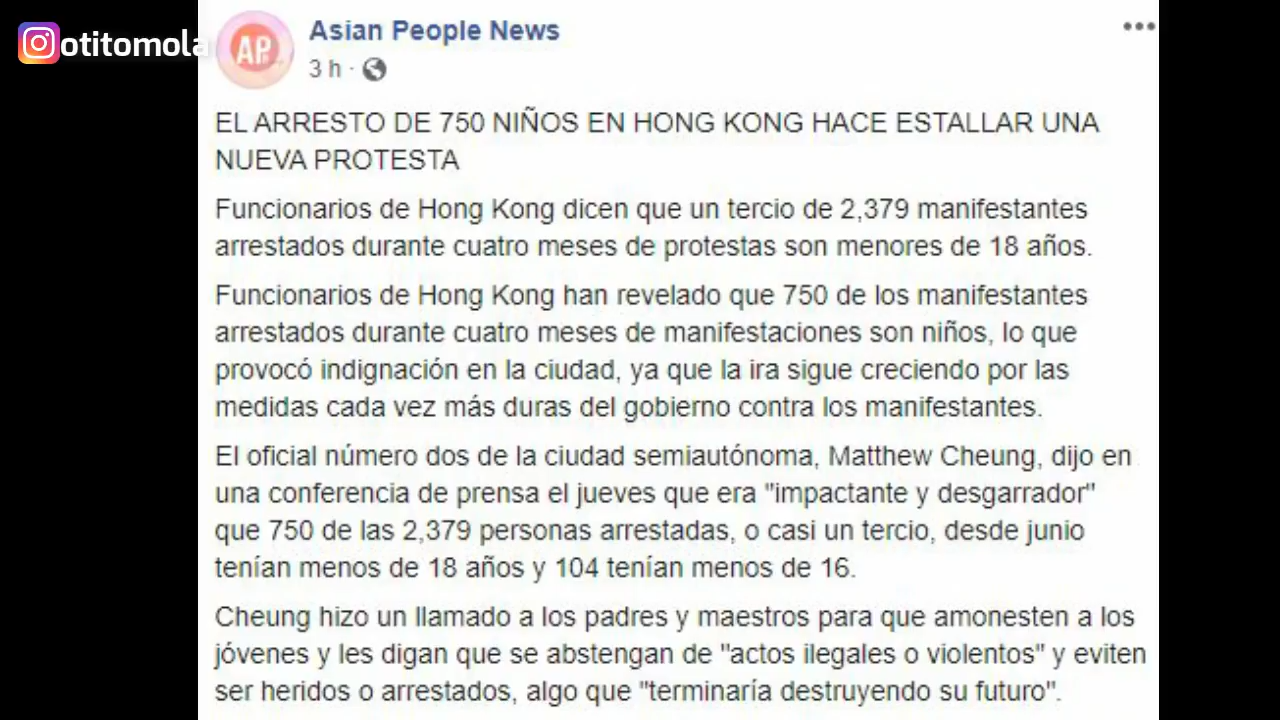 otitomola
AP
Asian People News
3 h ·
EL ARRESTO DE 750 NIÑOS EN HONG KONG HACE ESTALLAR UNA
NUEVA PROTESTA
Funcionarios de Hong Kong dicen que un tercio de 2,379 manifestantes
arrestados durante cuatro meses de protestas son menores de 18 años.
Funcionarios de Hong Kong han revelado que 750 de los manifestantes
arrestados durante cuatro meses de manifestaciones son niños, lo que
provocó indignación en la ciudad, ya que la ira sigue creciendo por las
medidas cada vez más duras del gobierno contra los manifestantes.
El oficial número dos de la ciudad semiautónoma, Matthew Cheung, dijo en
una conferencia de prensa el jueves que era "impactante y desgarrador"
que 750 de las 2,379 personas arrestadas, o casi un tercio, desde junio
tenían menos de 18 años y 104 tenían menos de 16.
Cheung hizo un llamado a los padres y maestros para que amonesten a los
jóvenes y les digan que se abstengan de "actos ilegales o violentos" y eviten
ser heridos o arrestados, algo que "terminaría destruyendo su futuro".